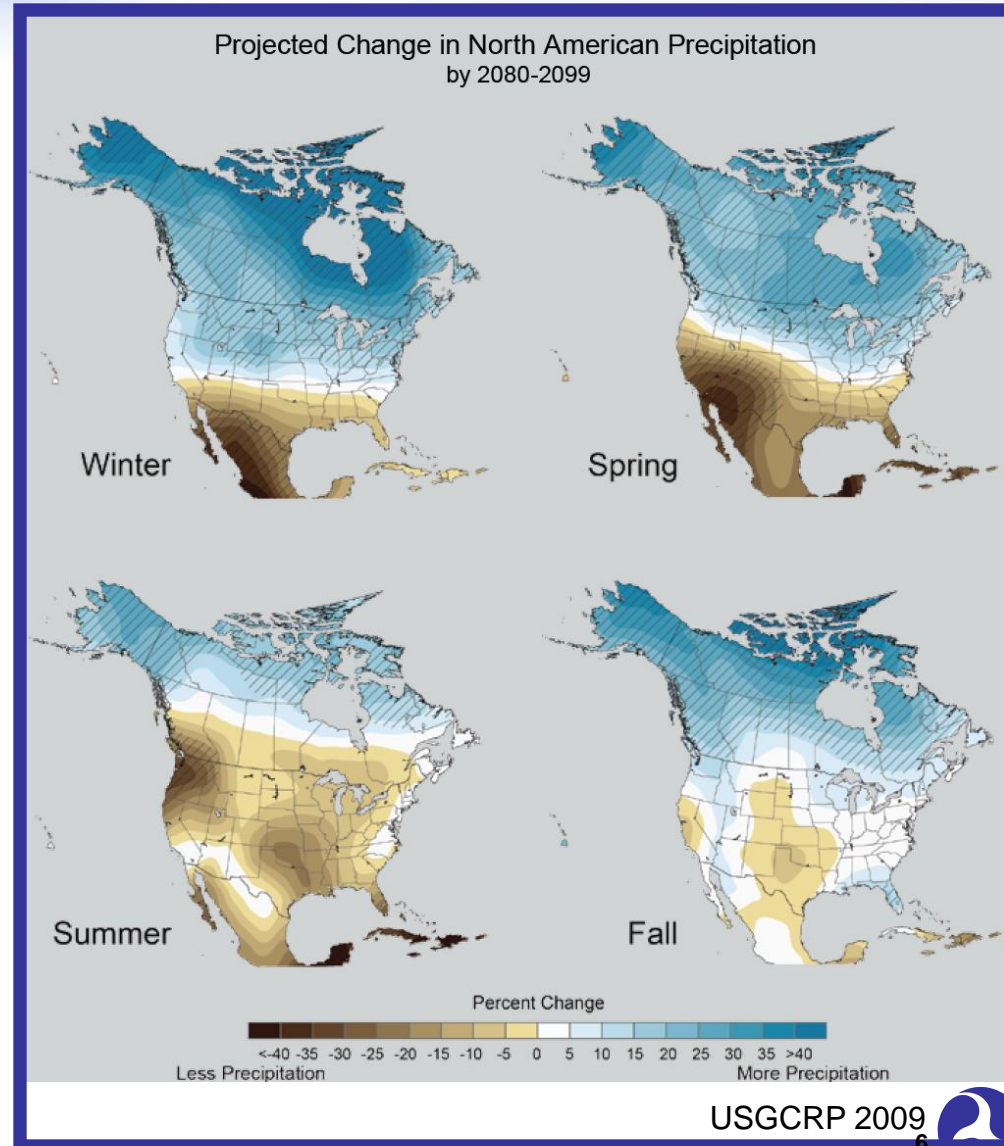 Projected Change in North American Precipitation
by 2080-2099
Winter
Spring
Summer
Fall
Percent Change
<-40 -35 -30 -25 -20 -15 -10 -5 0 5 10 15 20 25 30 35 >40
Less Precipitation More Precipitation
USGCRP 2009
6